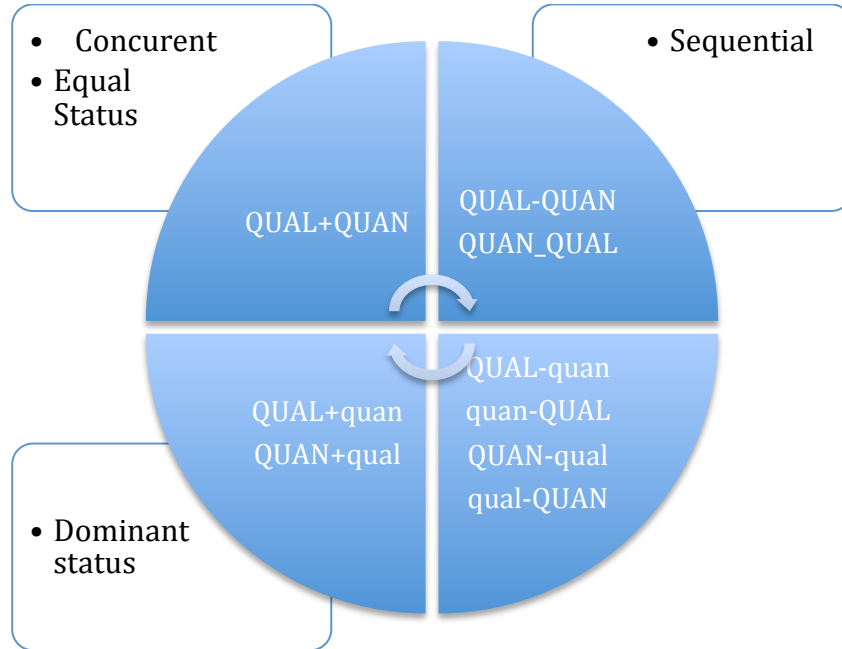 • Concurent
• Equal
Status
• Sequential
QUAL+QUAN
QUAL-QUAN
QUAN_QUAL
QUAL+quan
QUAN+qual
QUAL-quan
quan-QUAL
QUAN-qual
qual-QUAN
• Dominant
status